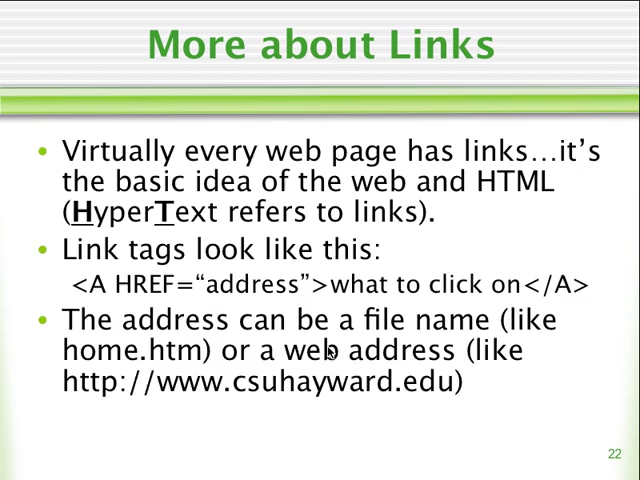 More about Links
• Virtually every web page has links…it’s
the basic idea of the web and HTML
(HyperText refers to links).
• Link tags look like this:
<A HREF=“address”>what to click on</A>
• The address can be a file name (like
home.htm) or a web address (like
http://www.csuhayward.edu)
22